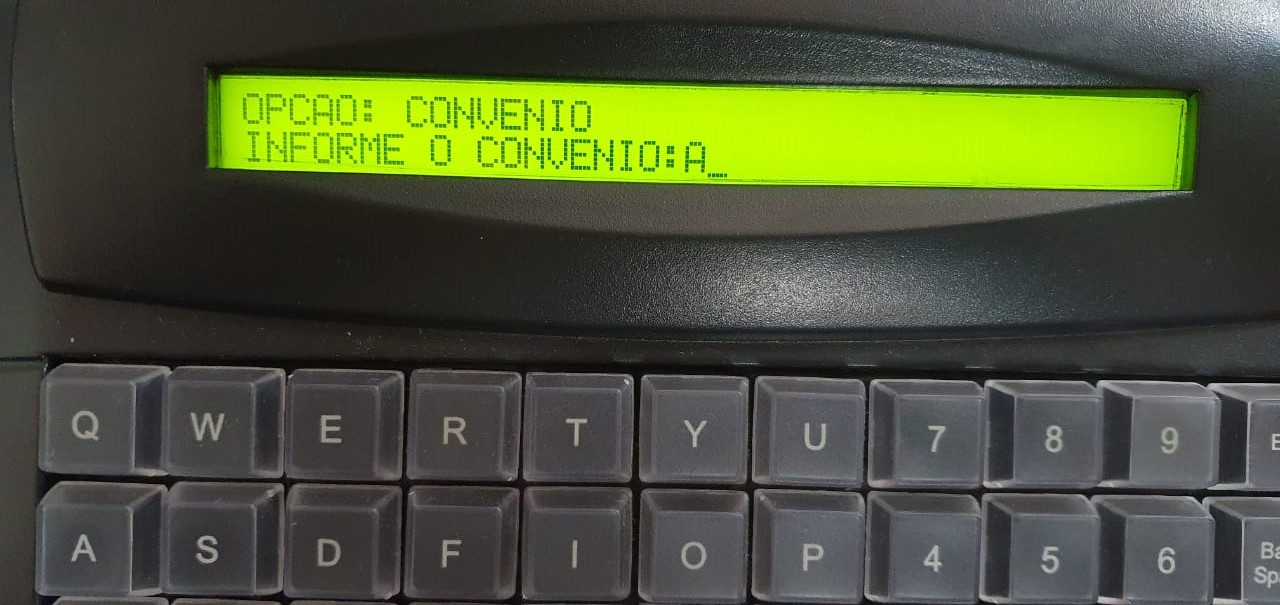 OPCAO: CONVENIO
INFORME O CONVENIO:A_
Q W E R T Y U 7 8 9
A S D F I O P 4 5 6